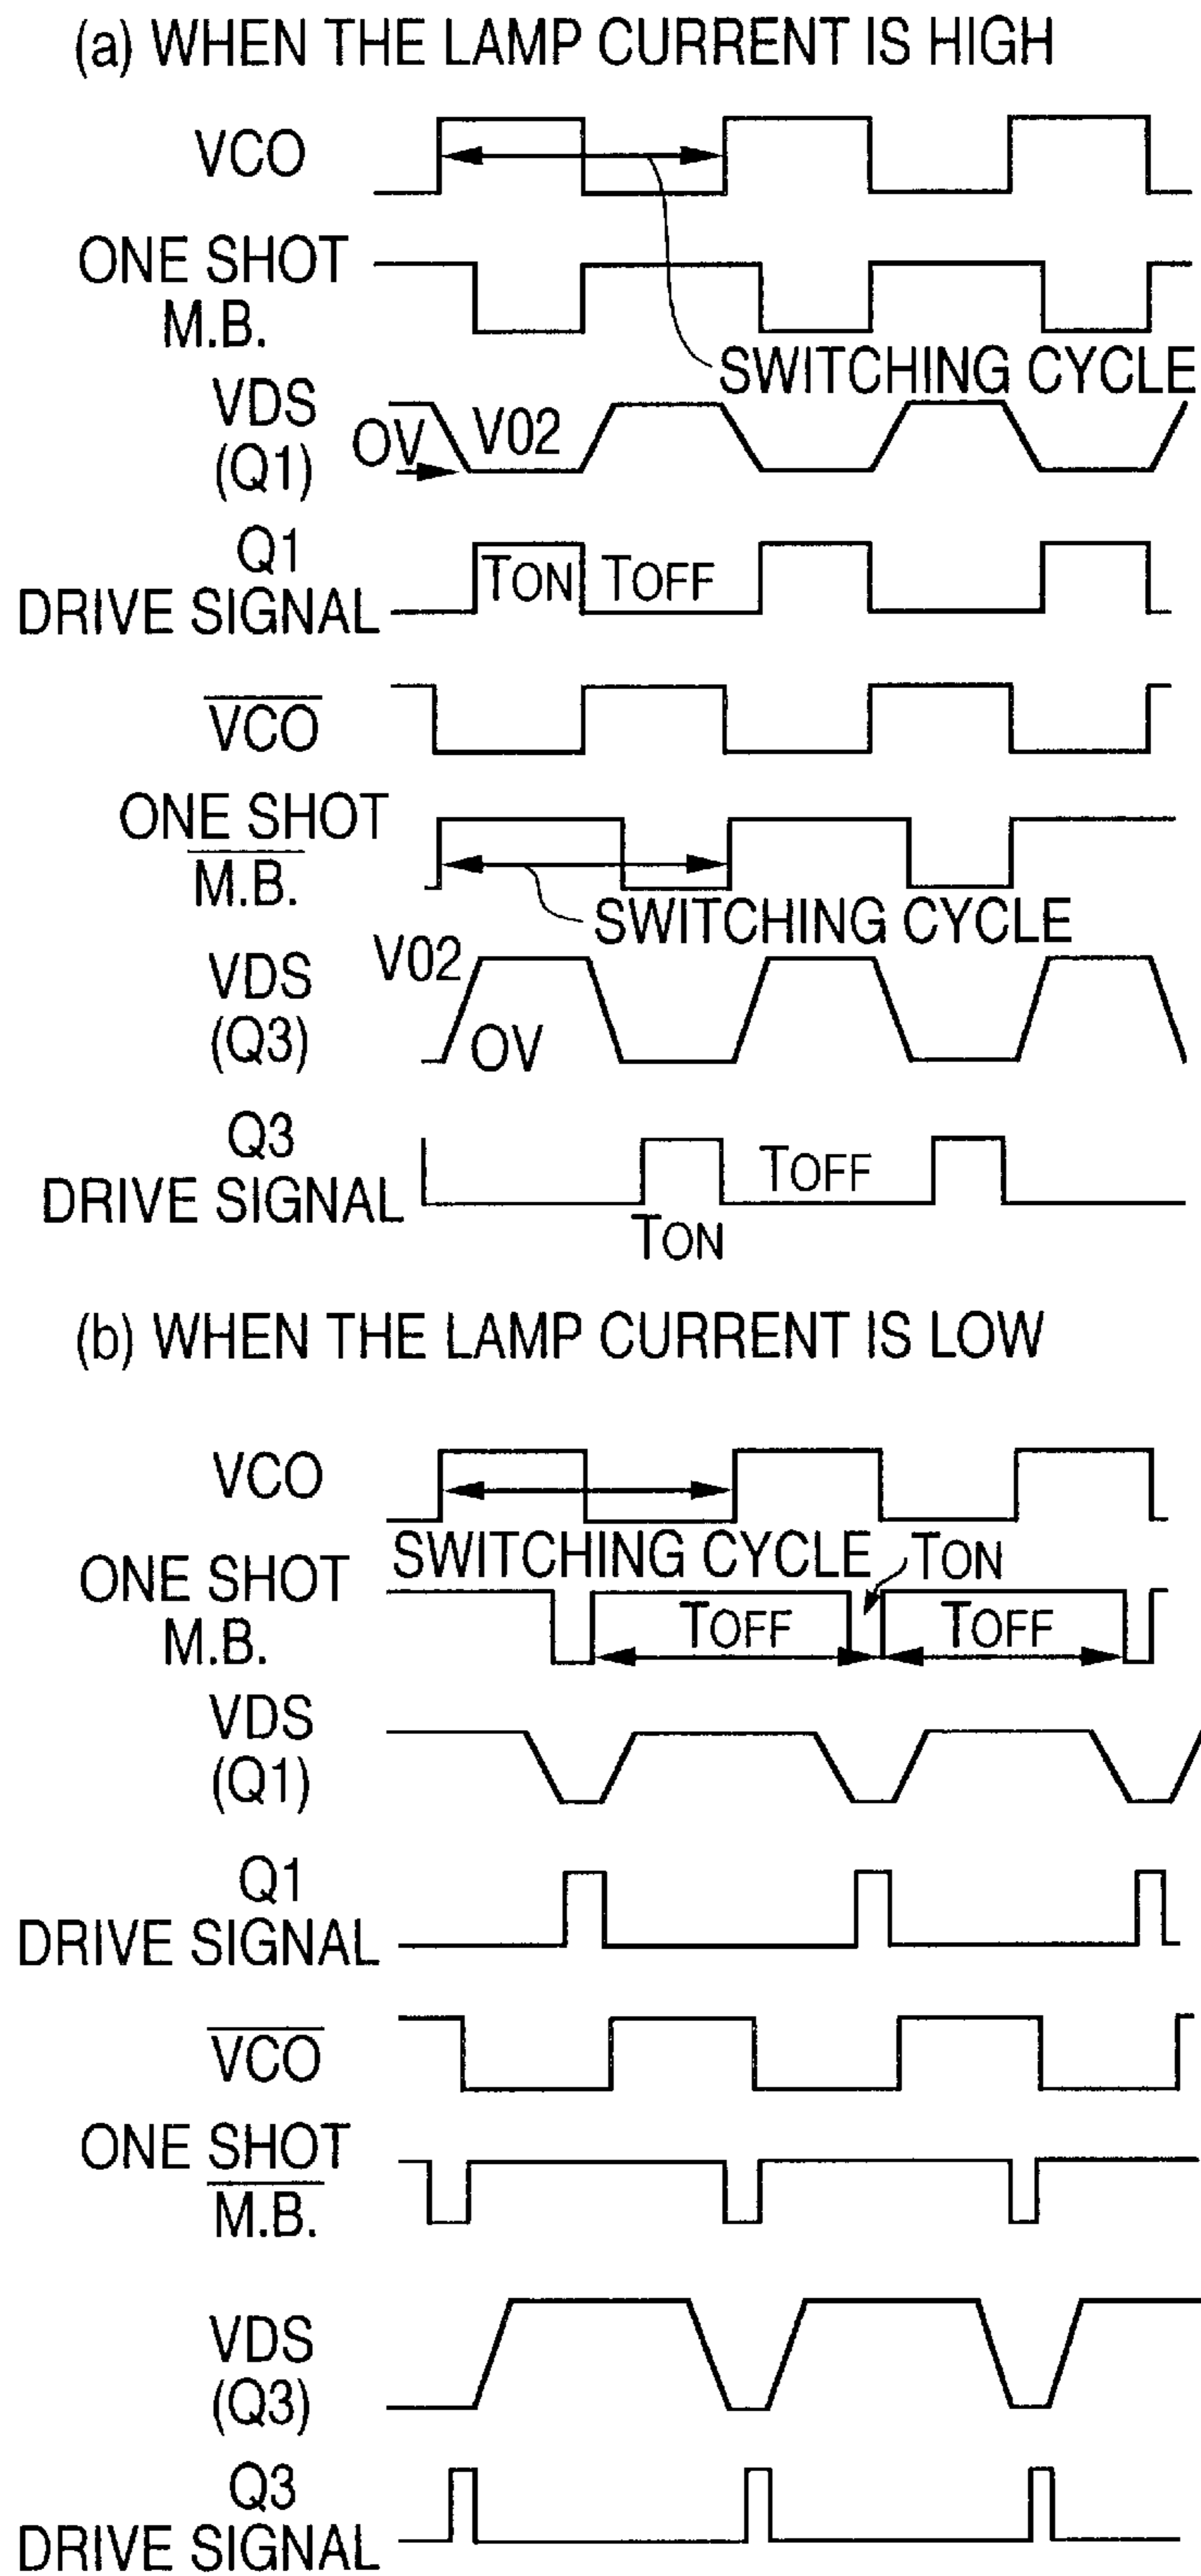 (a) WHEN THE LAMP CURRENT IS HIGH
VCO
ONE SHOT
M.B.
SWITCHING CYCLE
VDS
(Q1)
OV
V02
Q1
DRIVE SIGNAL
TON
TOFF
V̅C̅O̅
ONE SHOT
M̅.̅B̅.̅
SWITCHING CYCLE
VDS
(Q3)
V02
OV
Q3
DRIVE SIGNAL
TOFF
TON
(b) WHEN THE LAMP CURRENT IS LOW
VCO
SWITCHING CYCLE
TON
ONE SHOT
M.B.
TOFF
TOFF
VDS
(Q1)
Q1
DRIVE SIGNAL
V̅C̅O̅
ONE SHOT
M̅.̅B̅.̅
VDS
(Q3)
Q3
DRIVE SIGNAL